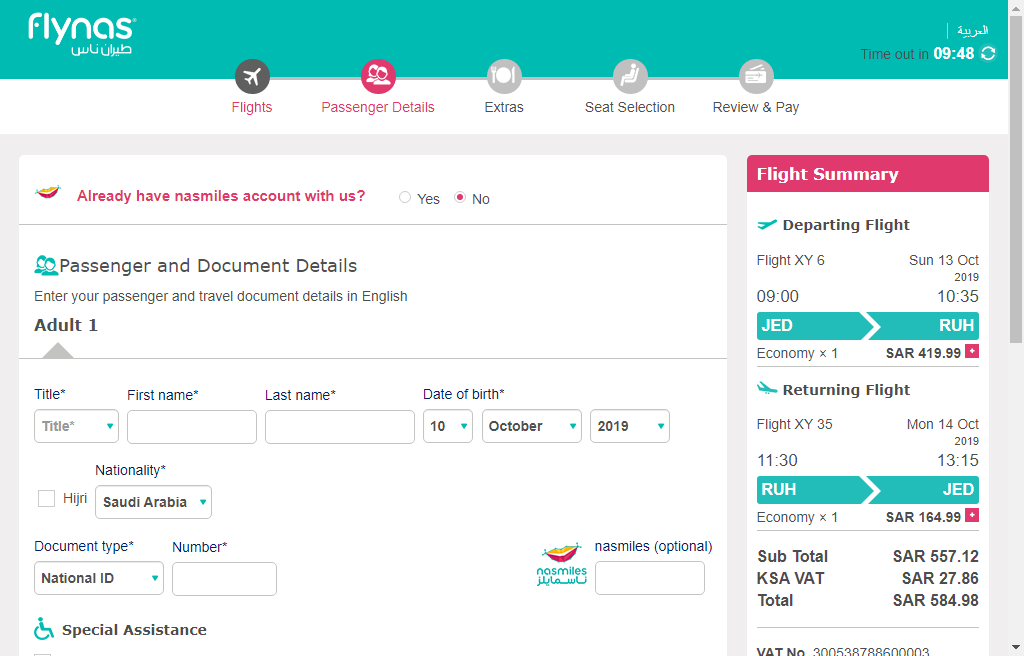 flynas
طيران ناس
العربية
Time out in 09:48
Flights
Passenger Details
Extras
Seat Selection
Review & Pay
Already have nasmiles account with us?
Yes
No
Passenger and Document Details
Enter your passenger and travel document details in English
Adult 1
Title*
First name*
Last name*
Date of birth*
Title*
10
October
2019
Nationality*
Hijri
Saudi Arabia
Document type*
Number*
nasmiles (optional)
National ID
nasmiles
ناسمايلز
Special Assistance
Flight Summary
Departing Flight
Flight XY 6
Sun 13 Oct
2019
09:00
10:35
JED
RUH
Economy × 1
SAR 419.99 +
Returning Flight
Flight XY 35
Mon 14 Oct
2019
11:30
13:15
RUH
JED
Economy × 1
SAR 164.99 +
Sub Total SAR 557.12
KSA VAT SAR 27.86
Total SAR 584.98
VAT No. 300538788600003